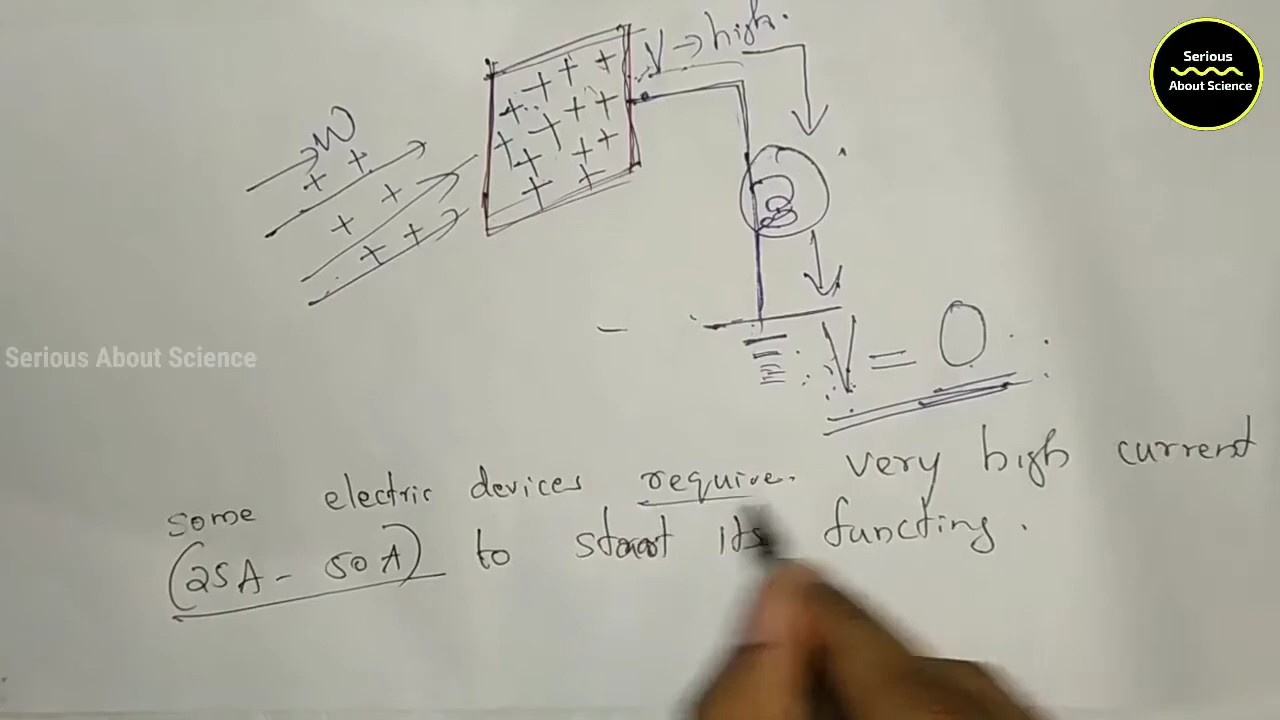 Serious
About Science
V → high.
W
Serious About Science
V = 0
some electric devices require. very high current
(25A - 50A) to start its functing.